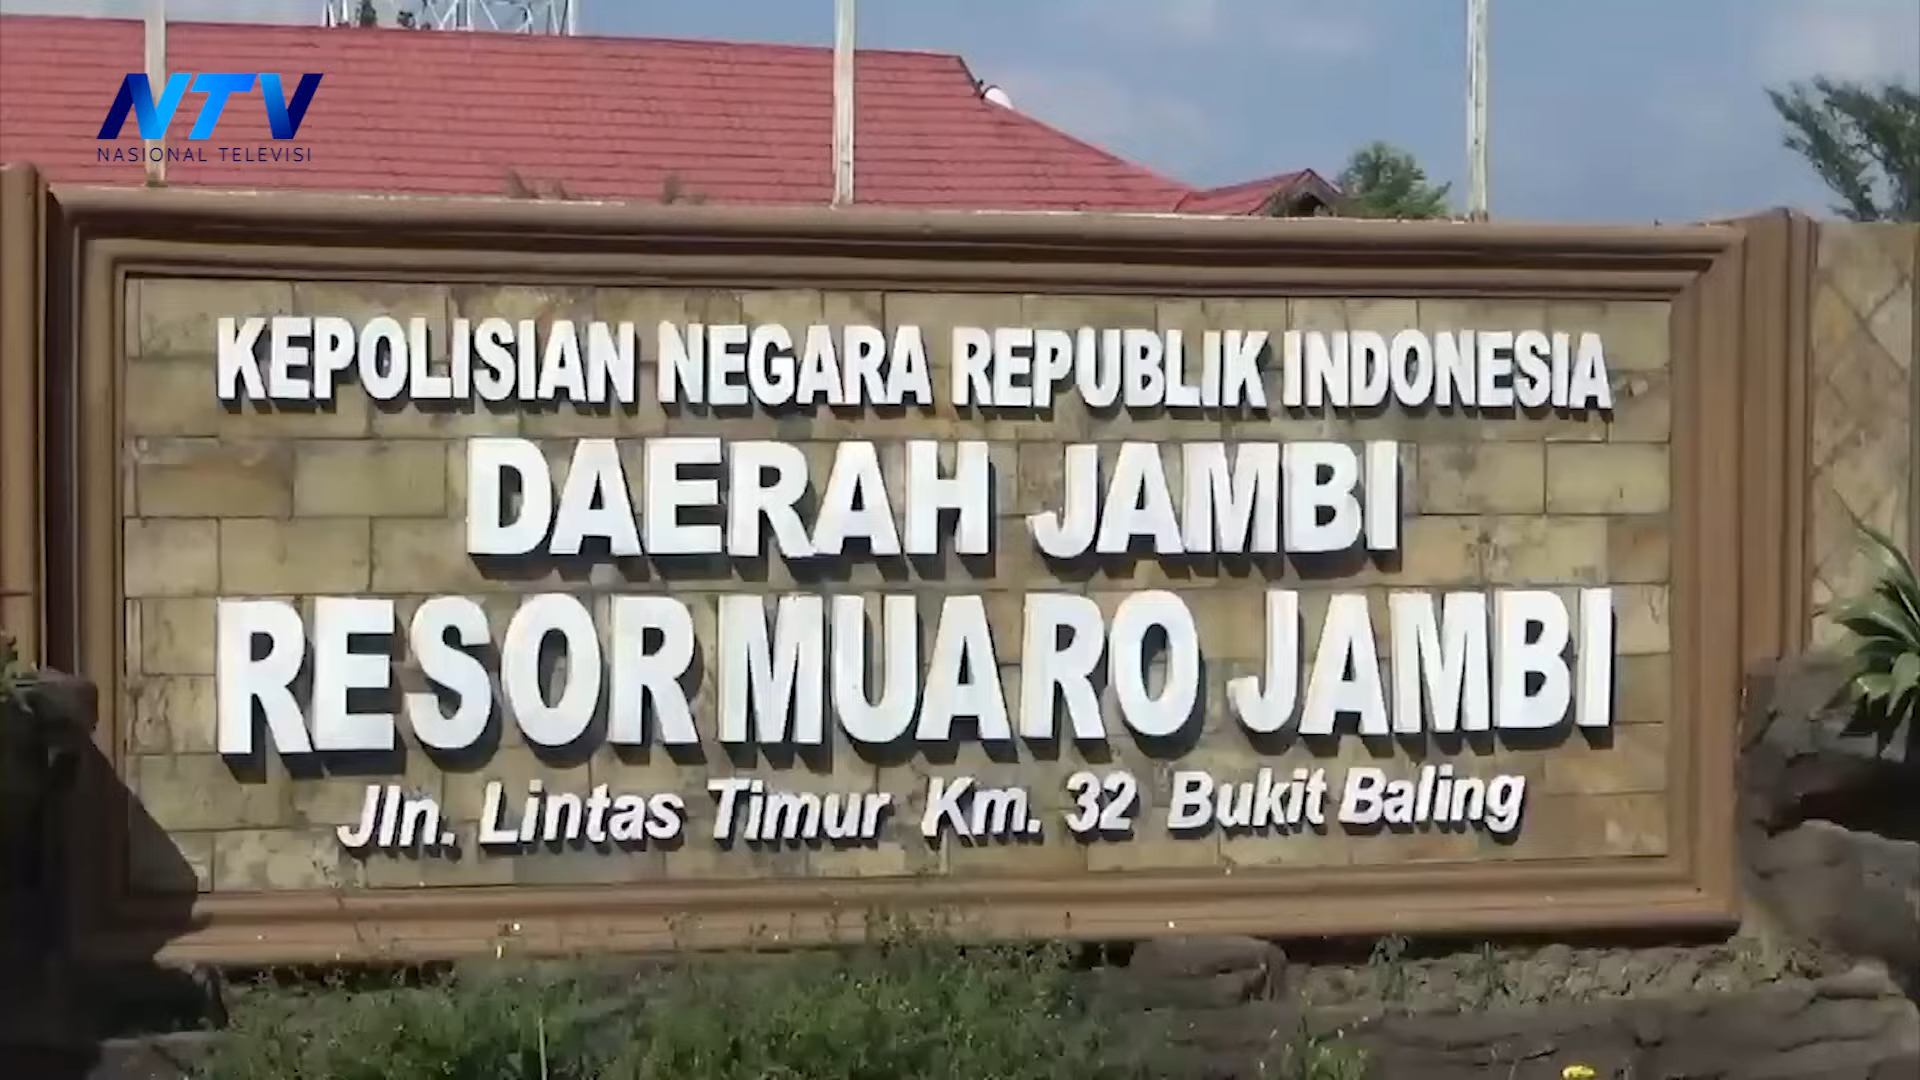 NTV
NASIONAL TELEVISI
KEPOLISIAN NEGARA REPUBLIK INDONESIA
DAERAH JAMBI
RESOR MUARO JAMBI
Jln. Lintas Timur Km. 32 Bukit Baling